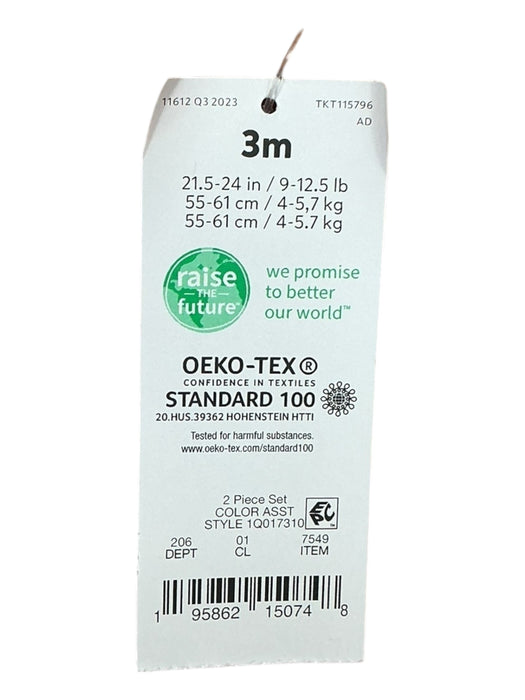 11612 Q3 2023
TKT115796
AD
3m
21.5-24 in / 9-12.5 lb
55-61 cm / 4-5,7 kg
55-61 cm / 4-5.7 kg
raise
THE
future™
we promise
to better
our world™
OEKO-TEX®
CONFIDENCE IN TEXTILES
STANDARD 100
20.HUS.39362 HOHENSTEIN HTTI
Tested for harmful substances.
www.oeko-tex.com/standard100
2 Piece Set
COLOR ASST
STYLE 1Q017310
EPC™
206 01 7549
DEPT CL ITEM
1 95862 15074 8